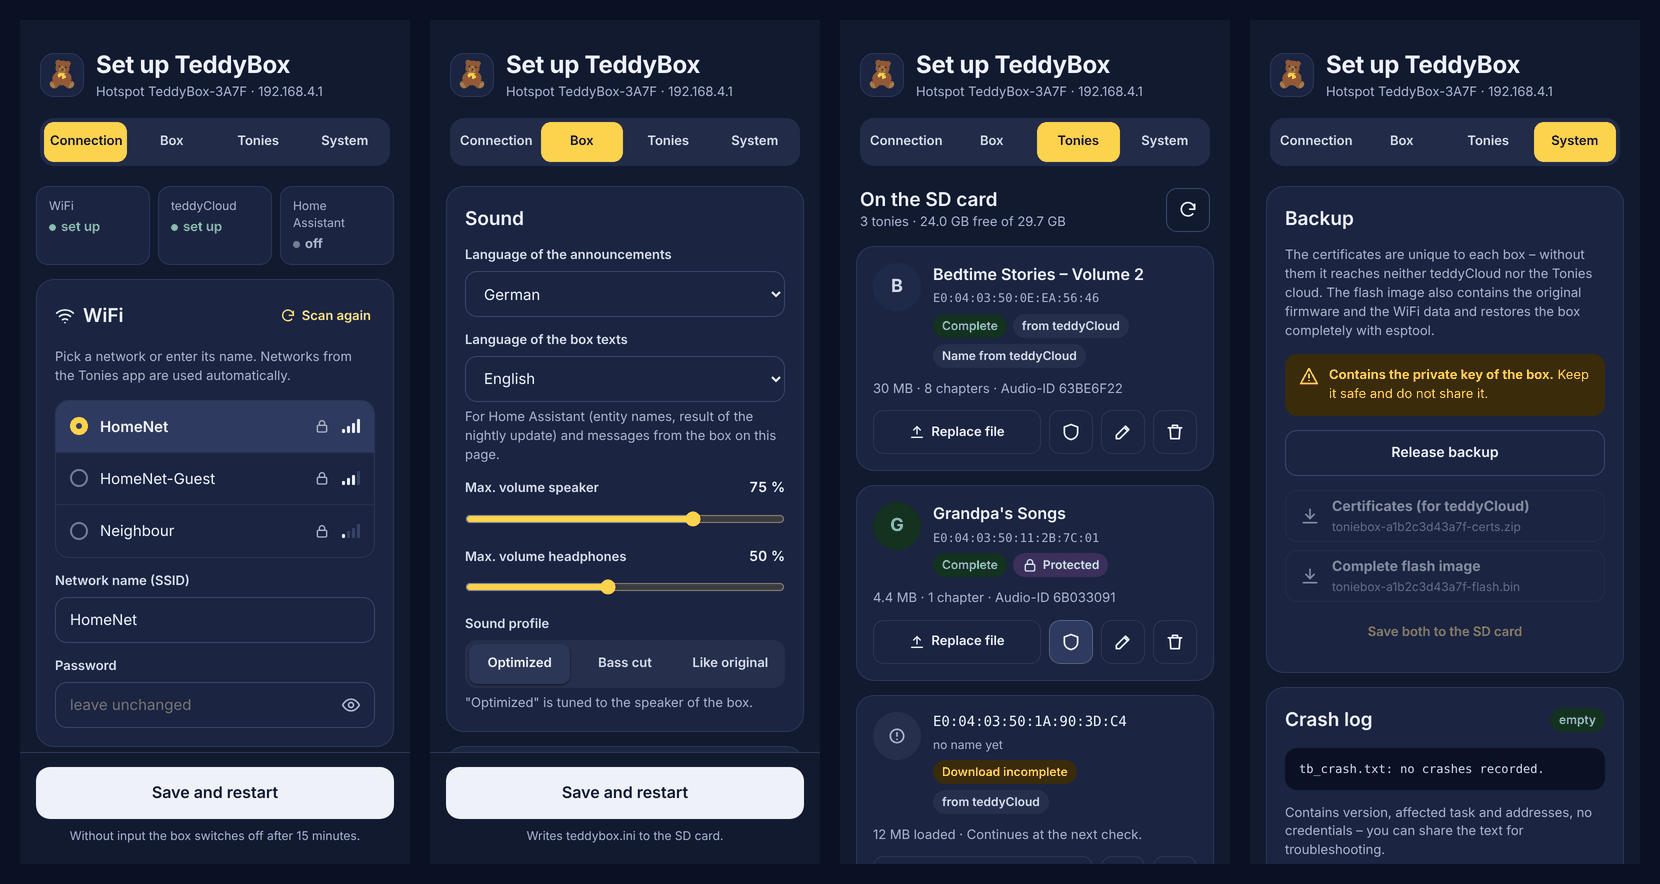 Set up TeddyBox
Hotspot TeddyBox-3A7F · 192.168.4.1
Connection Box Tonies System
WiFi
set up
teddyCloud
set up
Home
Assistant
off
WiFi
Scan again
Pick a network or enter its name. Networks from
the Tonies app are used automatically.
HomeNet
HomeNet-Guest
Neighbour
Network name (SSID)
HomeNet
Password
leave unchanged
Save and restart
Without input the box switches off after 15 minutes.
Set up TeddyBox
Hotspot TeddyBox-3A7F · 192.168.4.1
Connection Box Tonies System
Sound
Language of the announcements
German
Language of the box texts
English
For Home Assistant (entity names, result of the
nightly update) and messages from the box on this
page.
Max. volume speaker 75 %
Max. volume headphones 50 %
Sound profile
Optimized Bass cut Like original
"Optimized" is tuned to the speaker of the box.
Save and restart
Writes teddybox.ini to the SD card.
Set up TeddyBox
Hotspot TeddyBox-3A7F · 192.168.4.1
Connection Box Tonies System
On the SD card
3 tonies · 24.0 GB free of 29.7 GB
B
Bedtime Stories – Volume 2
E0:04:03:50:0E:EA:56:46
Complete from teddyCloud
Name from teddyCloud
30 MB · 8 chapters · Audio-ID 63BE6F22
Replace file
G
Grandpa's Songs
E0:04:03:50:11:2B:7C:01
Complete Protected
4.4 MB · 1 chapter · Audio-ID 6B033091
Replace file
E0:04:03:50:1A:90:3D:C4
no name yet
Download incomplete
from teddyCloud
12 MB loaded · Continues at the next check.
Set up TeddyBox
Hotspot TeddyBox-3A7F · 192.168.4.1
Connection Box Tonies System
Backup
The certificates are unique to each box – without
them it reaches neither teddyCloud nor the Tonies
cloud. The flash image also contains the original
firmware and the WiFi data and restores the box
completely with esptool.
Contains the private key of the box. Keep
it safe and do not share it.
Release backup
Certificates (for teddyCloud)
toniebox-a1b2c3d43a7f-certs.zip
Complete flash image
toniebox-a1b2c3d43a7f-flash.bin
Save both to the SD card
Crash log empty
tb_crash.txt: no crashes recorded.
Contains version, affected task and addresses, no
credentials – you can share the text for
troubleshooting.